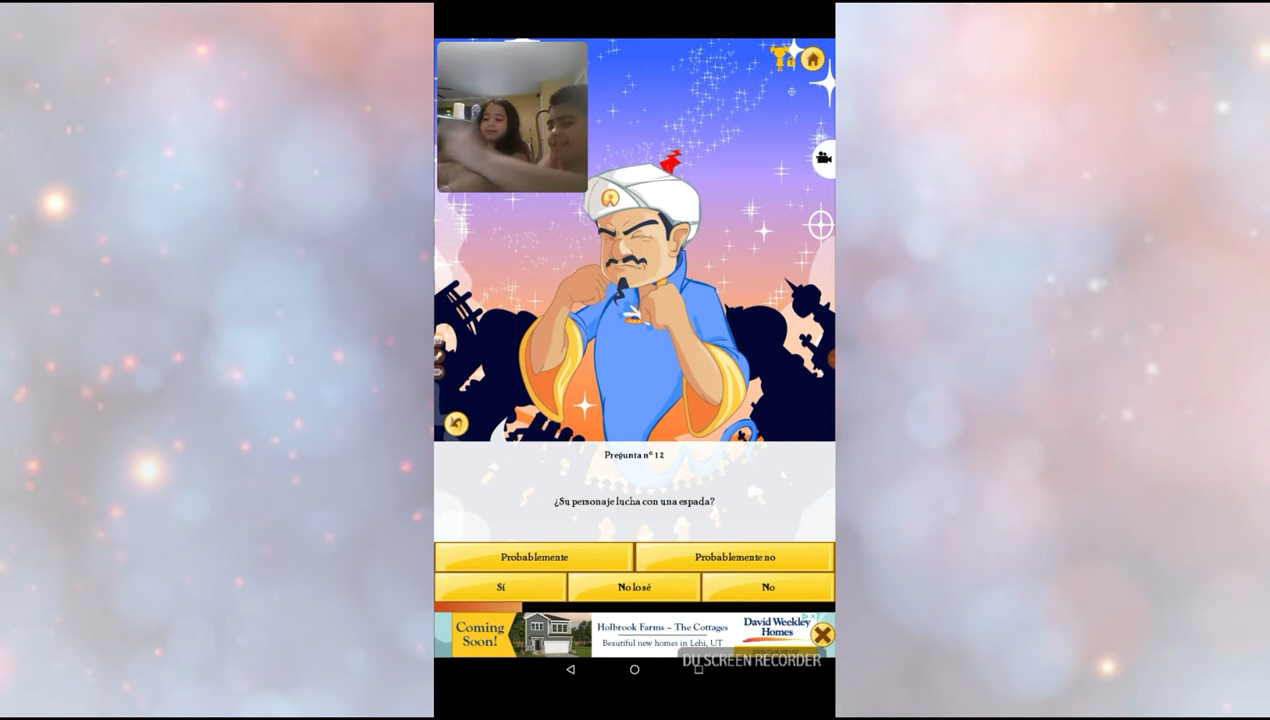 Pregunta nº 12
¿Su personaje lucha con una espada?
Probablemente
Probablemente no
Sí
No lo sé
No
Coming
Soon!
Holbrook Farms – The Cottages
Beautiful new homes in Lehi, UT
David Weekley
Homes
DU SCREEN RECORDER